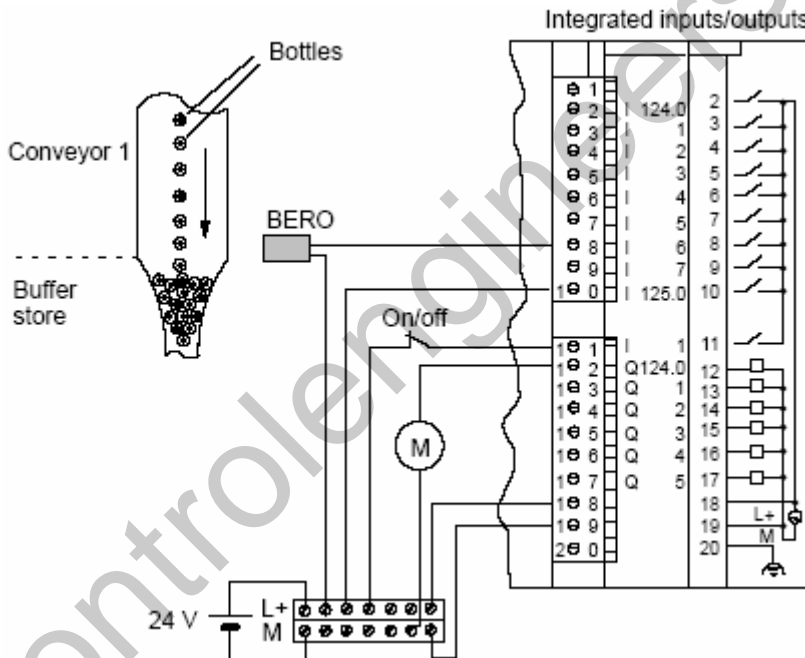 Integrated inputs/outputs
Bottles
Conveyor 1
Buffer
store
BERO
On/off
M
24 V
L+
M
1
2 I 124.0 2
3 I 1 3
4 I 2 4
5 I 3 5
6 I 4 6
7 I 5 7
8 I 6 8
9 I 7 9
1 0 I 125.0 10
1 1 I 1 11
1 2 Q124.0 12
1 3 Q 1 13
1 4 Q 2 14
1 5 Q 3 15
1 6 Q 4 16
1 7 Q 5 17
1 8 18
1 9 19
2 0 20
L+
M
controlengineers